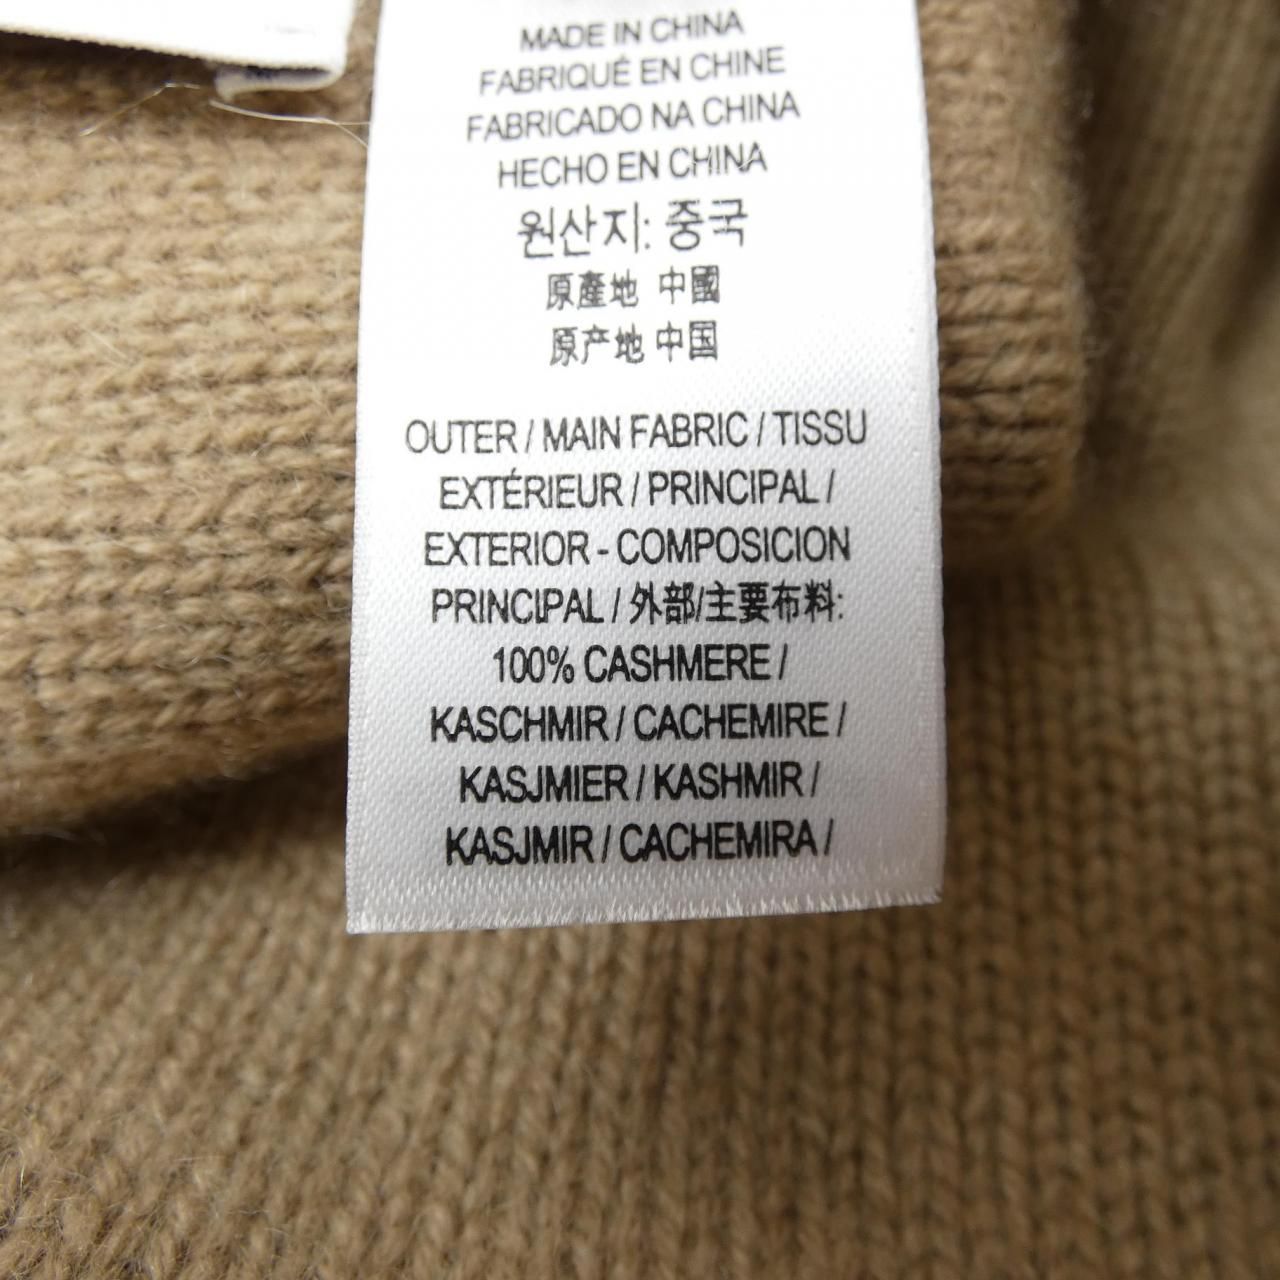 MADE IN CHINA
FABRIQUÉ EN CHINE
FABRICADO NA CHINA
HECHO EN CHINA
원산지: 중국
原產地 中國
原产地 中国
OUTER / MAIN FABRIC / TISSU
EXTÉRIEUR / PRINCIPAL /
EXTERIOR - COMPOSICION
PRINCIPAL / 外部/主要布料:
100% CASHMERE /
KASCHMIR / CACHEMIRE /
KASJMIER / KASHMIR /
KASJMIR / CACHEMIRA /